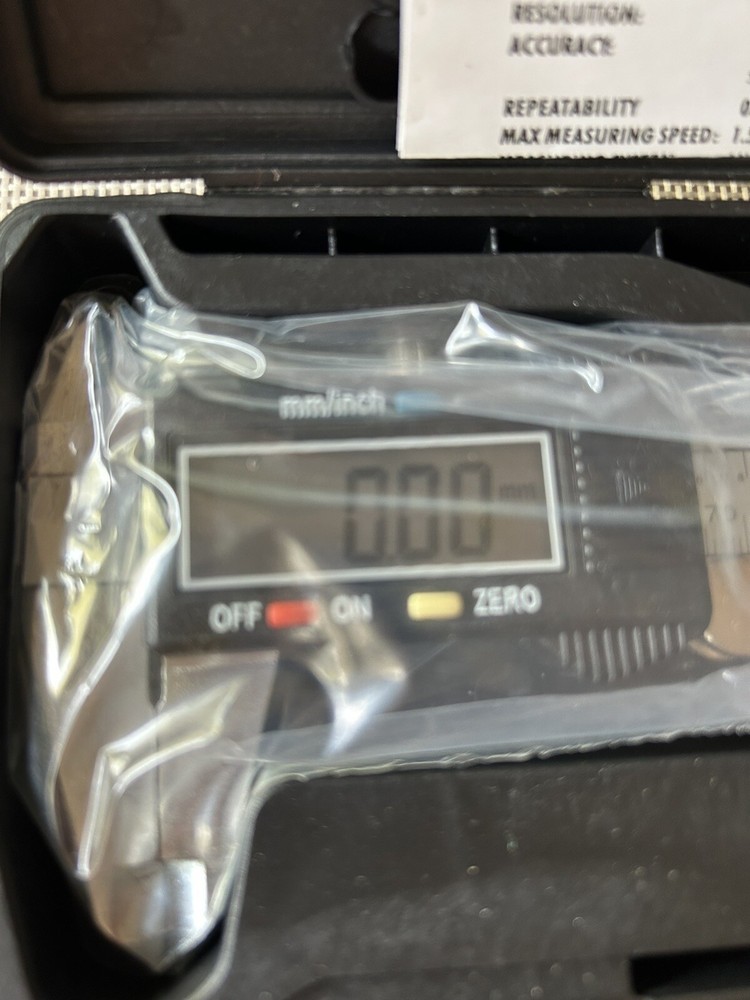 RESOLUTION:
ACCURACY:
REPEATABILITY
MAX MEASURING SPEED:
mm/inch
0.00 mm
OFF ON ZERO